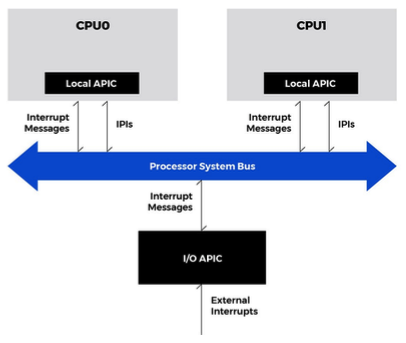 CPU0
CPU1
Local APIC
Local APIC
Interrupt
Messages
IPIs
Interrupt
Messages
IPIs
Processor System Bus
Interrupt
Messages
I/O APIC
External
Interrupts